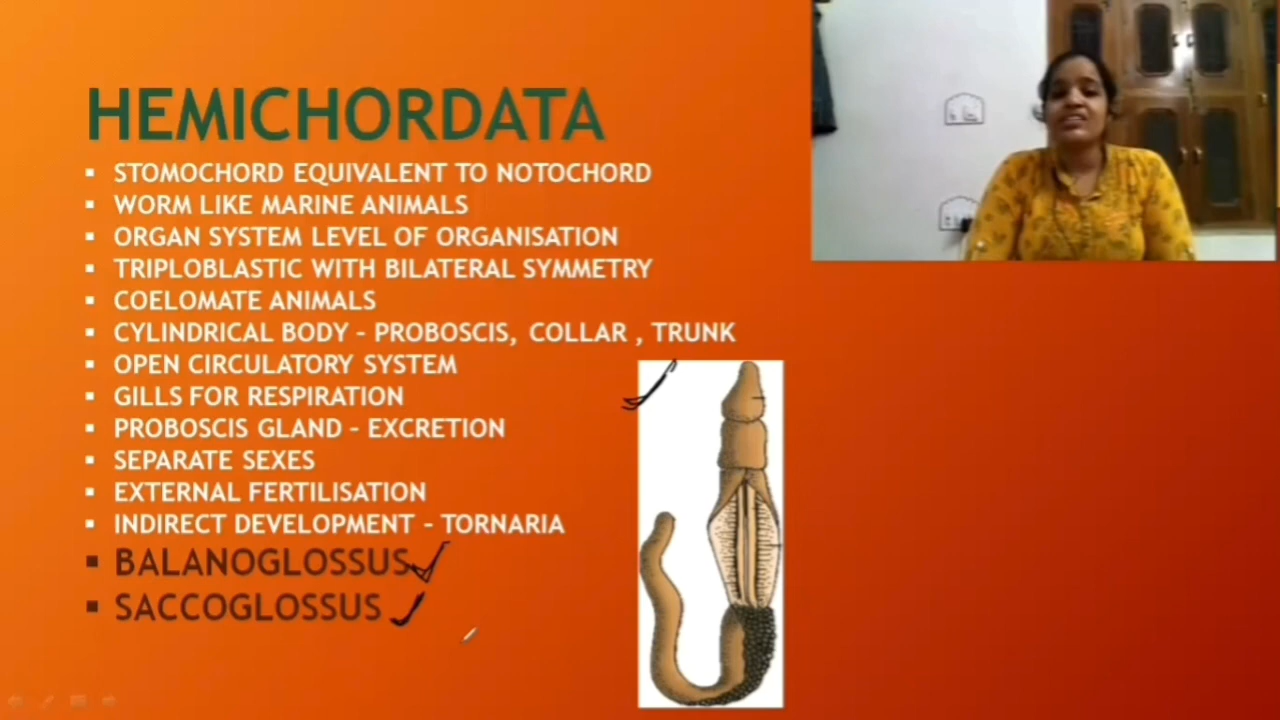 HEMICHORDATA
▪ STOMOCHORD EQUIVALENT TO NOTOCHORD
▪ WORM LIKE MARINE ANIMALS
▪ ORGAN SYSTEM LEVEL OF ORGANISATION
▪ TRIPLOBLASTIC WITH BILATERAL SYMMETRY
▪ COELOMATE ANIMALS
▪ CYLINDRICAL BODY – PROBOSCIS, COLLAR , TRUNK
▪ OPEN CIRCULATORY SYSTEM
▪ GILLS FOR RESPIRATION
▪ PROBOSCIS GLAND – EXCRETION
▪ SEPARATE SEXES
▪ EXTERNAL FERTILISATION
▪ INDIRECT DEVELOPMENT – TORNARIA
▪ BALANOGLOSSUS
▪ SACCOGLOSSUS